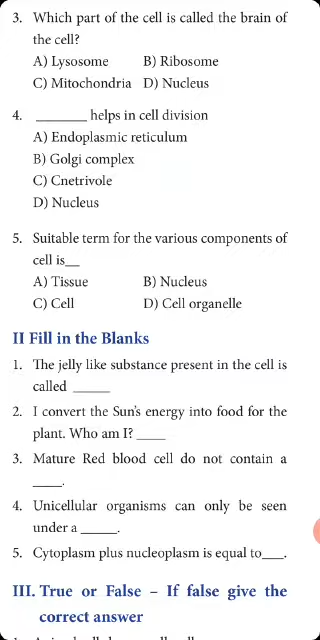 3. Which part of the cell is called the brain of
the cell?
A) Lysosome B) Ribosome
C) Mitochondria D) Nucleus
4. ________ helps in cell division
A) Endoplasmic reticulum
B) Golgi complex
C) Cnetrivole
D) Nucleus
5. Suitable term for the various components of
cell is__
A) Tissue B) Nucleus
C) Cell D) Cell organelle
II Fill in the Blanks
1. The jelly like substance present in the cell is
called ______
2. I convert the Sun's energy into food for the
plant. Who am I? ____
3. Mature Red blood cell do not contain a
_____.
4. Unicellular organisms can only be seen
under a ______.
5. Cytoplasm plus nucleoplasm is equal to___.
III. True or False – If false give the
correct answer